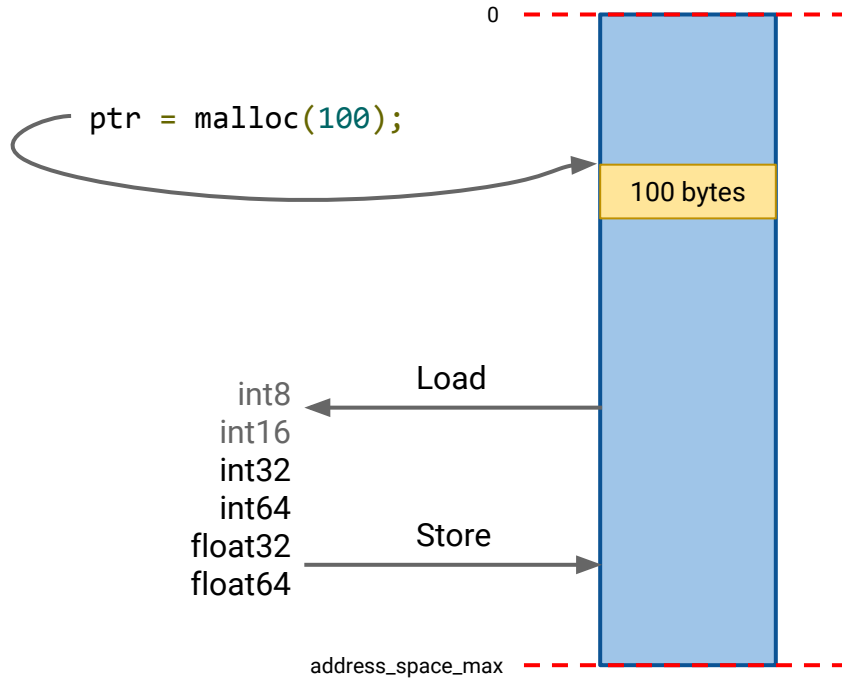 0
ptr = malloc(100);
100 bytes
Load
int8
int16
int32
int64
Store
float32
float64
address_space_max